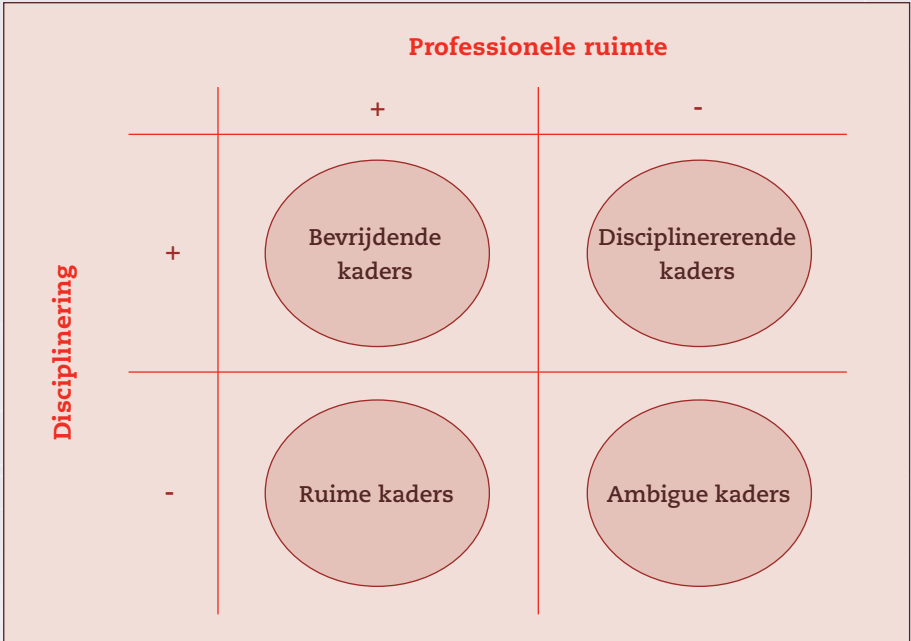 Professionele ruimte
+ -
Disciplinering
+
Bevrijdende
kaders
Disciplinererende
kaders
-
Ruime kaders
Ambigue kaders